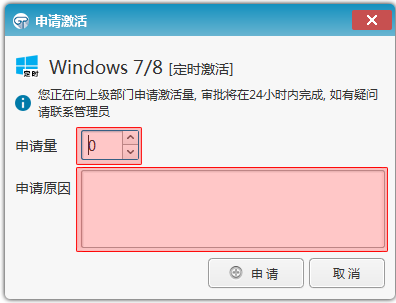 申请激活
定时
Windows 7/8 [定时激活]
您正在向上级部门申请激活量, 审批将在24小时内完成, 如有疑问
请联系管理员
申请量
0
申请原因
申请
取消